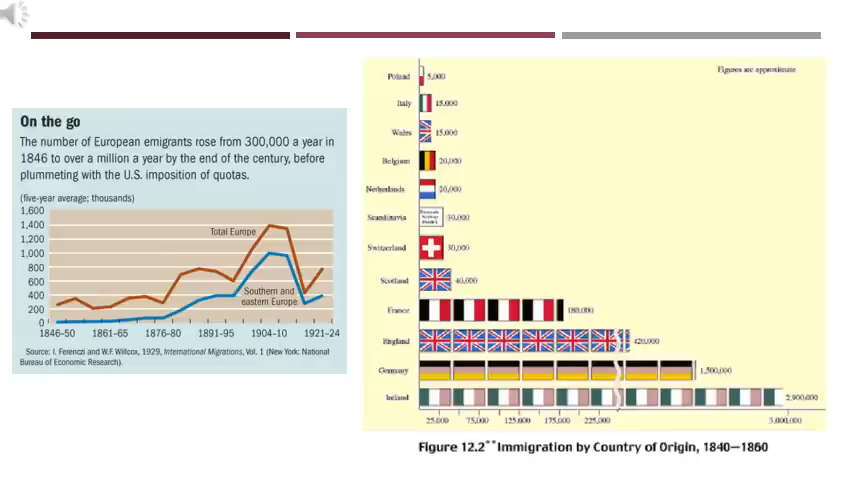 On the go
The number of European emigrants rose from 300,000 a year in
1846 to over a million a year by the end of the century, before
plummeting with the U.S. imposition of quotas.
(five-year average; thousands)
1,600
1,400
1,200
1,000
800
600
400
200
0
Total Europe
Southern and
eastern Europe
1846-50 1861-65 1876-80 1891-95 1904-10 1921-24
Source: I. Ferenczi and W.F. Willcox, 1929, International Migrations, Vol. 1 (New York: National
Bureau of Economic Research).
Figures are approximate
Poland 5,000
Italy 15,000
Wales 15,000
Belgium 20,000
Netherlands 20,000
Scandinavia 30,000
Switzerland 30,000
Scotland 40,000
France 180,000
England 420,000
Germany 1,500,000
Ireland 2,900,000
25,000 75,000 125,000 175,000 225,000 3,000,000
Figure 12.2** Immigration by Country of Origin, 1840—1860